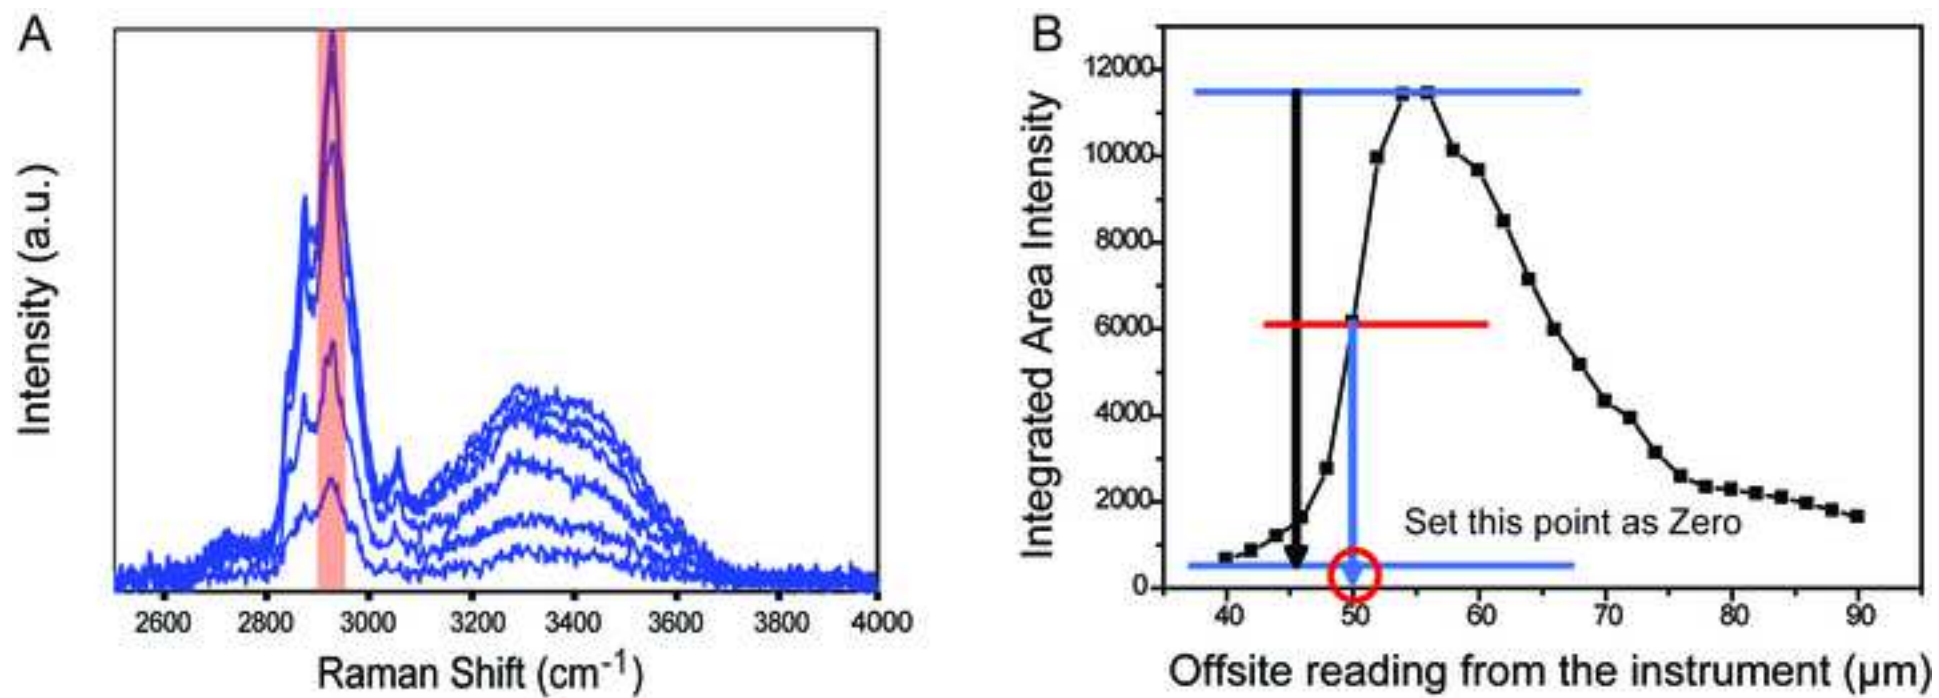 A
Intensity (a.u.)
2600 2800 3000 3200 3400 3600 3800 4000
Raman Shift (cm-1)
B
Integrated Area Intensity
12000
10000
8000
6000
4000
2000
0
Set this point as Zero
40 50 60 70 80 90
Offsite reading from the instrument (µm)